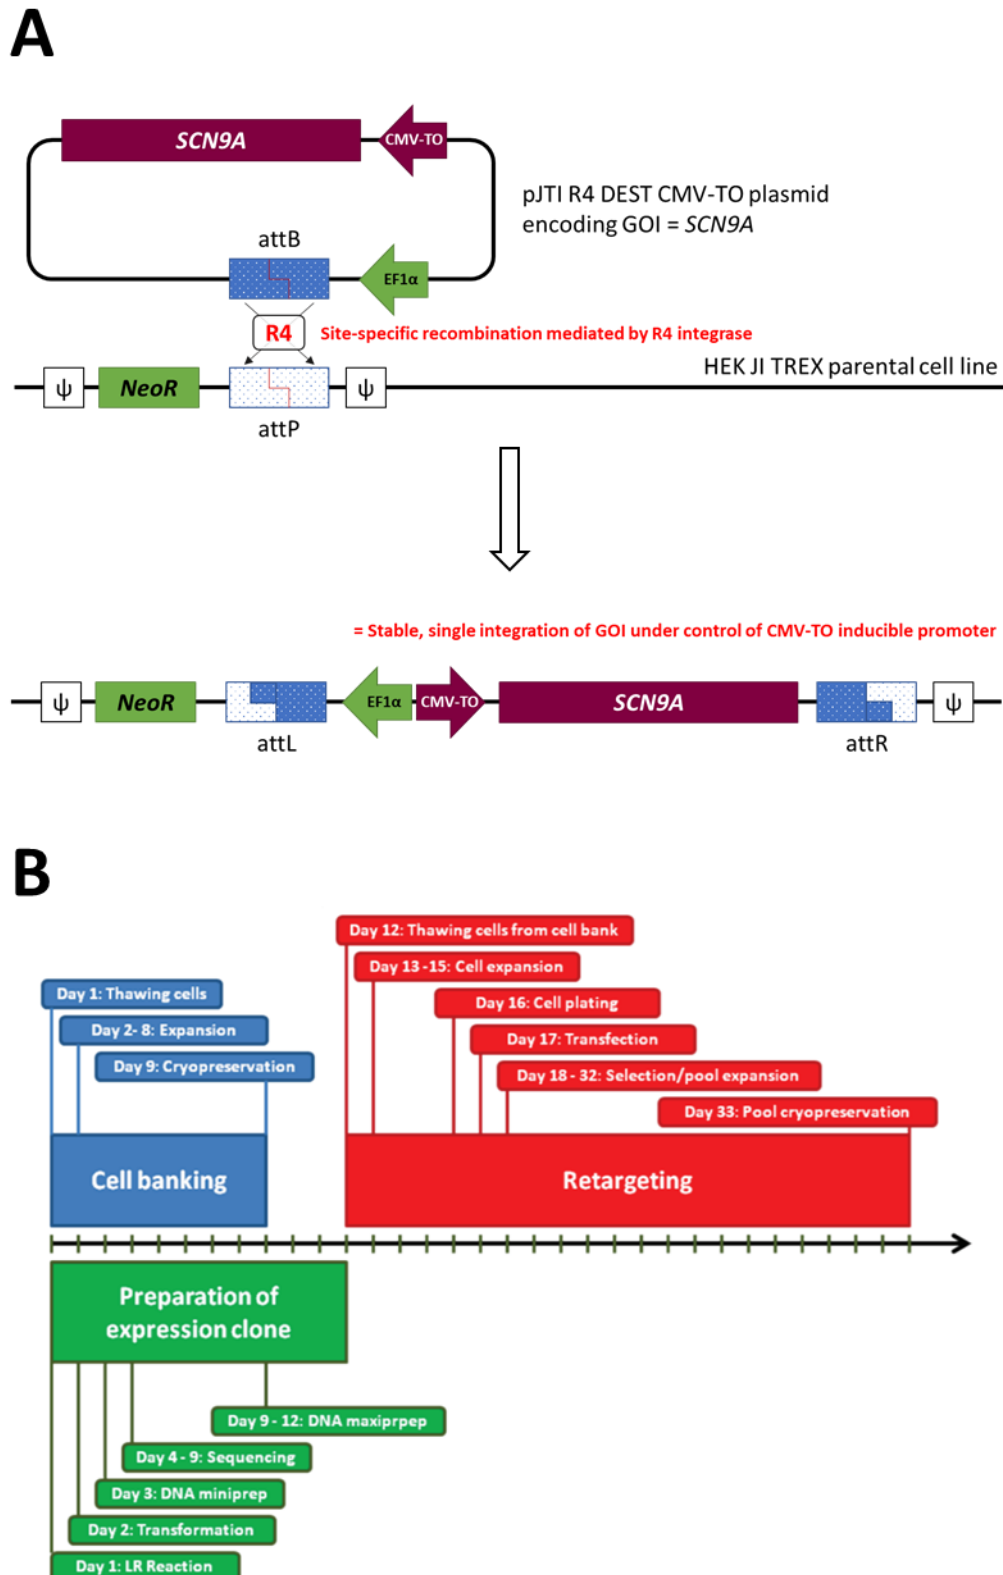 A
SCN9A
CMV-TO
pJTI R4 DEST CMV-TO plasmid
encoding GOI = SCN9A
attB
EF1α
R4
Site-specific recombination mediated by R4 integrase
HEK JI TREX parental cell line
ψ
NeoR
ψ
attP
= Stable, single integration of GOI under control of CMV-TO inducible promoter
ψ
NeoR
EF1α
CMV-TO
SCN9A
ψ
attL
attR
B
Day 12: Thawing cells from cell bank
Day 13 -15: Cell expansion
Day 1: Thawing cells
Day 16: Cell plating
Day 2- 8: Expansion
Day 17: Transfection
Day 9: Cryopreservation
Day 18 - 32: Selection/pool expansion
Day 33: Pool cryopreservation
Cell banking
Retargeting
Preparation of
expression clone
Day 9 - 12: DNA maxiprpep
Day 4 - 9: Sequencing
Day 3: DNA miniprep
Day 2: Transformation
Day 1: LR Reaction